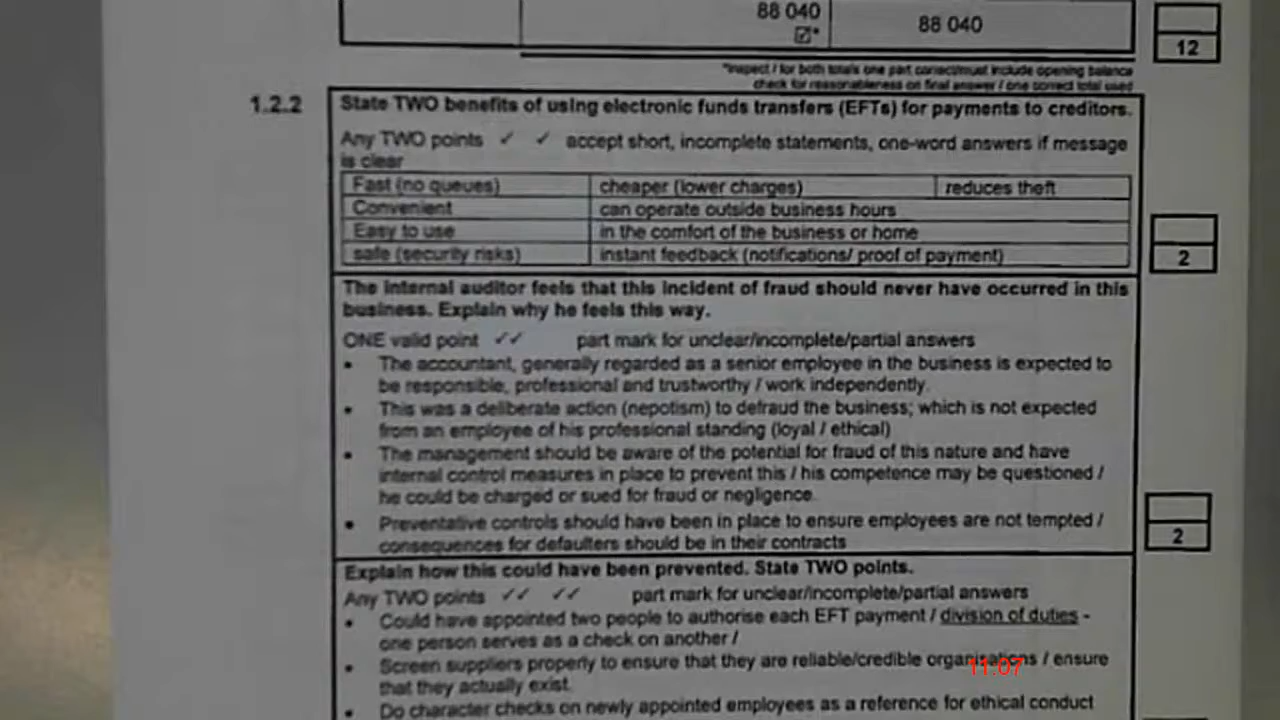 88 040
☑*
88 040
12
*inspect / for both totals one part correct/must include opening balance
check for reasonableness on final answer / one correct total used
1.2.2
State TWO benefits of using electronic funds transfers (EFTs) for payments to creditors.
Any TWO points ✓ ✓ accept short, incomplete statements, one-word answers if message
is clear
Fast (no queues) cheaper (lower charges) reduces theft
Convenient can operate outside business hours
Easy to use in the comfort of the business or home
safe (security risks) instant feedback (notifications/ proof of payment)
2
The internal auditor feels that this incident of fraud should never have occurred in this
business. Explain why he feels this way.
ONE valid point ✓✓ part mark for unclear/incomplete/partial answers
• The accountant, generally regarded as a senior employee in the business is expected to
be responsible, professional and trustworthy / work independently.
• This was a deliberate action (nepotism) to defraud the business; which is not expected
from an employee of his professional standing (loyal / ethical)
• The management should be aware of the potential for fraud of this nature and have
internal control measures in place to prevent this / his competence may be questioned /
he could be charged or sued for fraud or negligence.
• Preventative controls should have been in place to ensure employees are not tempted /
consequences for defaulters should be in their contracts
2
Explain how this could have been prevented. State TWO points.
Any TWO points ✓✓ ✓✓ part mark for unclear/incomplete/partial answers
• Could have appointed two people to authorise each EFT payment / division of duties -
one person serves as a check on another /
• Screen suppliers properly to ensure that they are reliable/credible organisations / ensure
that they actually exist.
11:07
• Do character checks on newly appointed employees as a reference for ethical conduct